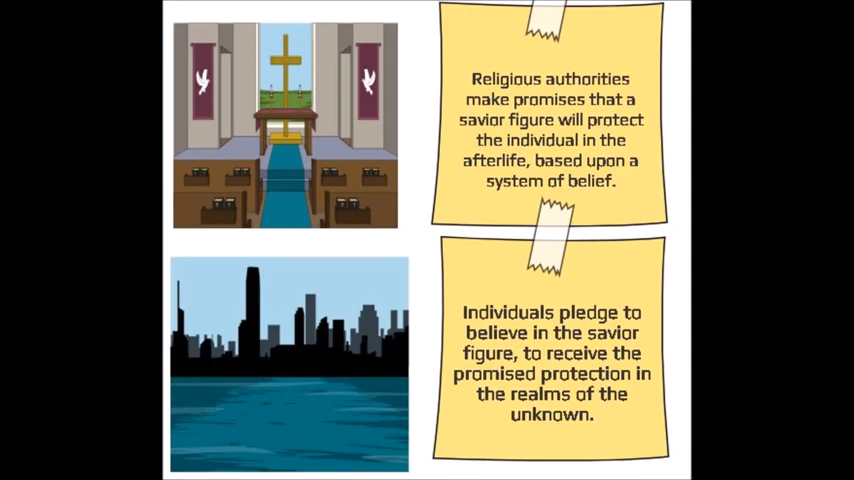 Religious authorities
make promises that a
savior figure will protect
the individual in the
afterlife, based upon a
system of belief.
Individuals pledge to
believe in the savior
figure, to receive the
promised protection in
the realms of the
unknown.